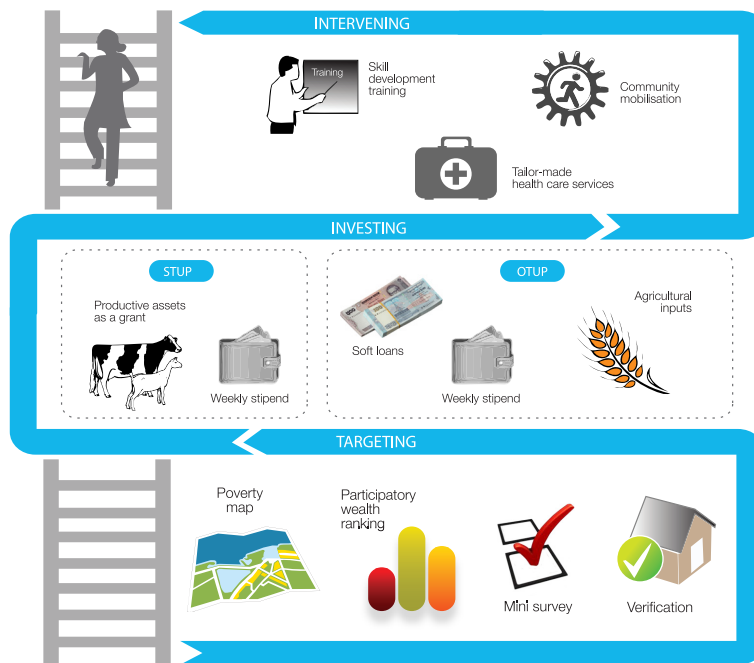 INTERVENING
Training
Skill
development
training
Community
mobilisation
Tailor-made
health care services
INVESTING
STUP
OTUP
Productive assets
as a grant
Weekly stipend
Soft loans
Weekly stipend
Agricultural
inputs
TARGETING
Poverty
map
Participatory
wealth
ranking
Mini survey
Verification